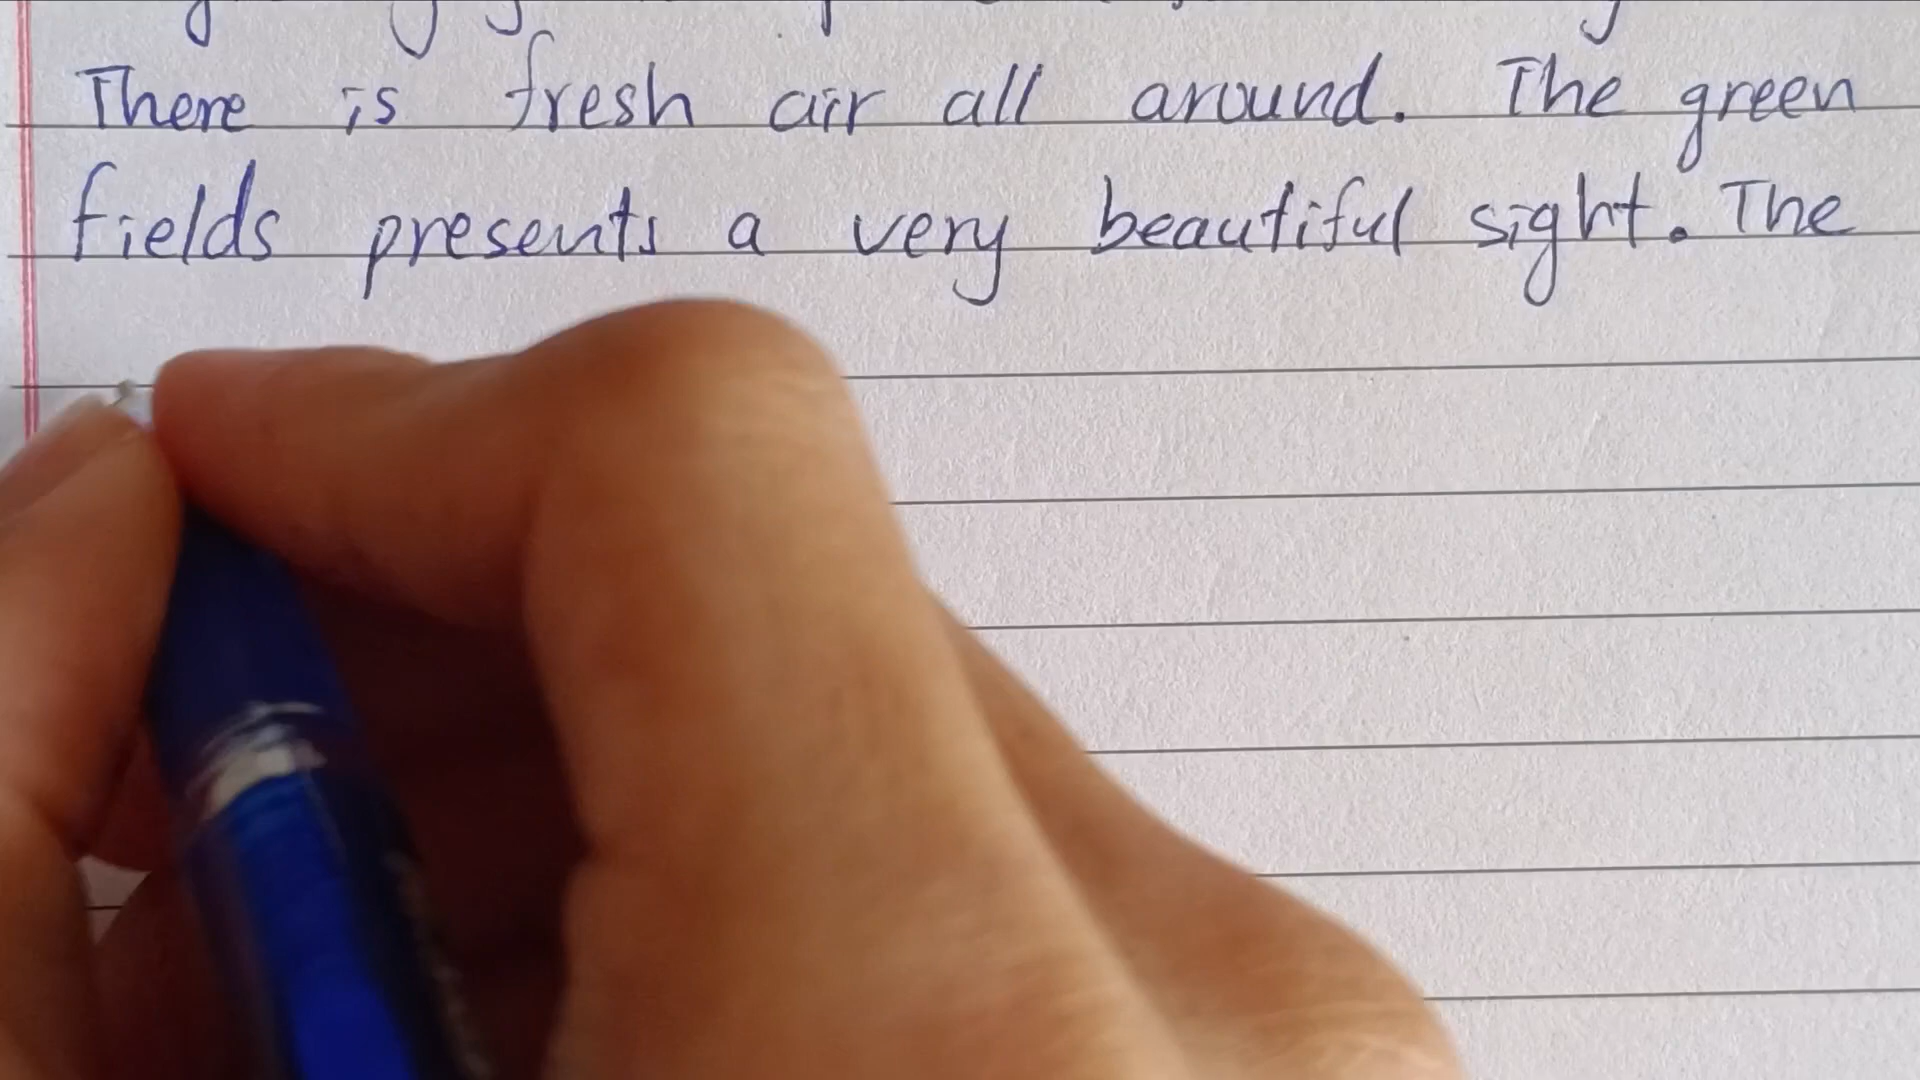 There is fresh air all around. The green
fields presents a very beautiful sight. The